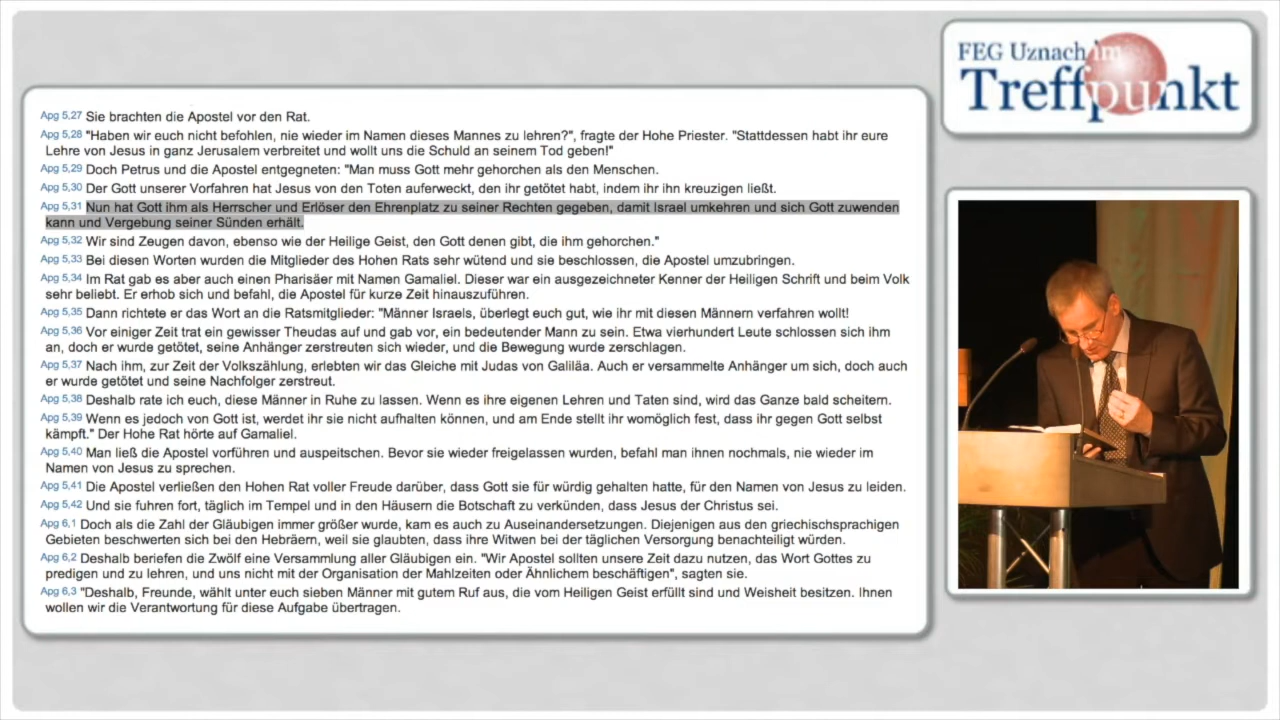 FEG Uznach im
Treffpunkt
Apg 5,27 Sie brachten die Apostel vor den Rat.
Apg 5,28 "Haben wir euch nicht befohlen, nie wieder im Namen dieses Mannes zu lehren?", fragte der Hohe Priester. "Stattdessen habt ihr eure
Lehre von Jesus in ganz Jerusalem verbreitet und wollt uns die Schuld an seinem Tod geben!"
Apg 5,29 Doch Petrus und die Apostel entgegneten: "Man muss Gott mehr gehorchen als den Menschen.
Apg 5,30 Der Gott unserer Vorfahren hat Jesus von den Toten auferweckt, den ihr getötet habt, indem ihr ihn kreuzigen ließt.
Apg 5,31 Nun hat Gott ihm als Herrscher und Erlöser den Ehrenplatz zu seiner Rechten gegeben, damit Israel umkehren und sich Gott zuwenden
kann und Vergebung seiner Sünden erhält.
Apg 5,32 Wir sind Zeugen davon, ebenso wie der Heilige Geist, den Gott denen gibt, die ihm gehorchen."
Apg 5,33 Bei diesen Worten wurden die Mitglieder des Hohen Rats sehr wütend und sie beschlossen, die Apostel umzubringen.
Apg 5,34 Im Rat gab es aber auch einen Pharisäer mit Namen Gamaliel. Dieser war ein ausgezeichneter Kenner der Heiligen Schrift und beim Volk
sehr beliebt. Er erhob sich und befahl, die Apostel für kurze Zeit hinauszuführen.
Apg 5,35 Dann richtete er das Wort an die Ratsmitglieder: "Männer Israels, überlegt euch gut, wie ihr mit diesen Männern verfahren wollt!
Apg 5,36 Vor einiger Zeit trat ein gewisser Theudas auf und gab vor, ein bedeutender Mann zu sein. Etwa vierhundert Leute schlossen sich ihm
an, doch er wurde getötet, seine Anhänger zerstreuten sich wieder, und die Bewegung wurde zerschlagen.
Apg 5,37 Nach ihm, zur Zeit der Volkszählung, erlebten wir das Gleiche mit Judas von Galiläa. Auch er versammelte Anhänger um sich, doch auch
er wurde getötet und seine Nachfolger zerstreut.
Apg 5,38 Deshalb rate ich euch, diese Männer in Ruhe zu lassen. Wenn es ihre eigenen Lehren und Taten sind, wird das Ganze bald scheitern.
Apg 5,39 Wenn es jedoch von Gott ist, werdet ihr sie nicht aufhalten können, und am Ende stellt ihr womöglich fest, dass ihr gegen Gott selbst
kämpft." Der Hohe Rat hörte auf Gamaliel.
Apg 5,40 Man ließ die Apostel vorführen und auspeitschen. Bevor sie wieder freigelassen wurden, befahl man ihnen nochmals, nie wieder im
Namen von Jesus zu sprechen.
Apg 5,41 Die Apostel verließen den Hohen Rat voller Freude darüber, dass Gott sie für würdig gehalten hatte, für den Namen von Jesus zu leiden.
Apg 5,42 Und sie fuhren fort, täglich im Tempel und in den Häusern die Botschaft zu verkünden, dass Jesus der Christus sei.
Apg 6,1 Doch als die Zahl der Gläubigen immer größer wurde, kam es auch zu Auseinandersetzungen. Diejenigen aus den griechischsprachigen
Gebieten beschwerten sich bei den Hebräern, weil sie glaubten, dass ihre Witwen bei der täglichen Versorgung benachteiligt würden.
Apg 6,2 Deshalb beriefen die Zwölf eine Versammlung aller Gläubigen ein. "Wir Apostel sollten unsere Zeit dazu nutzen, das Wort Gottes zu
predigen und zu lehren, und uns nicht mit der Organisation der Mahlzeiten oder Ähnlichem beschäftigen", sagten sie.
Apg 6,3 "Deshalb, Freunde, wählt unter euch sieben Männer mit gutem Ruf aus, die vom Heiligen Geist erfüllt sind und Weisheit besitzen. Ihnen
wollen wir die Verantwortung für diese Aufgabe übertragen.